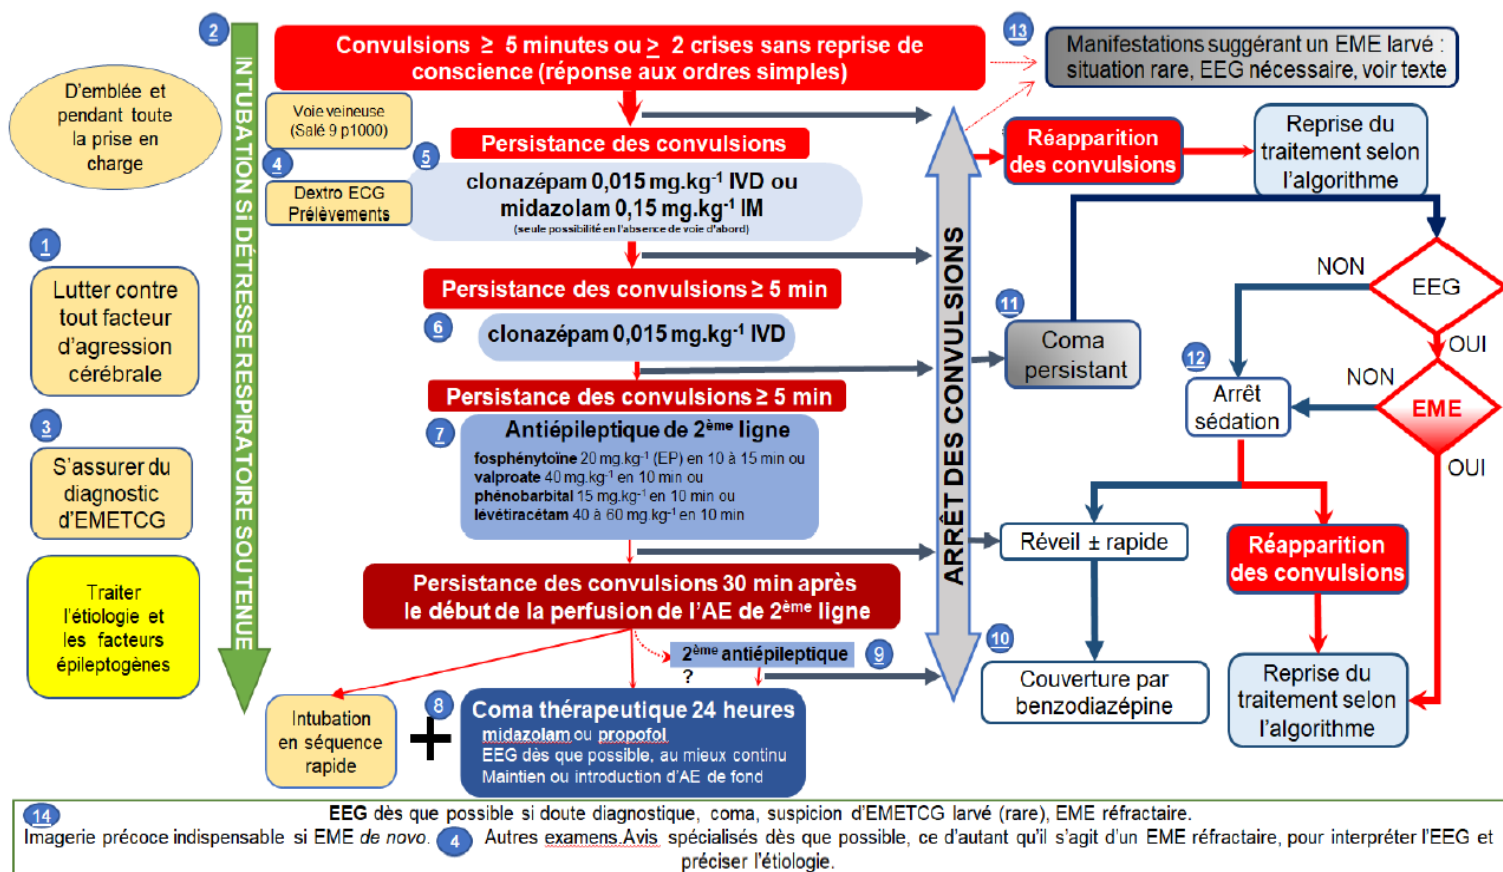 2
Convulsions ≥ 5 minutes ou ≥ 2 crises sans reprise de
conscience (réponse aux ordres simples)
13
Manifestations suggérant un EME larvé :
situation rare, EEG nécessaire, voir texte
D'emblée et
pendant toute
la prise en
charge
INTUBATION Si DÉTRESSE RESPIRATOIRE SOUTENUE
Voie veineuse
(Salé 9 p1000)
4
Dextro ECG
Prélèvements
Persistance des convulsions
5
clonazépam 0,015 mg.kg⁻¹ IVD ou
midazolam 0,15 mg.kg⁻¹ IM
(seule possibilité en l'absence de voie d'abord)
ARRÊT DES CONVULSIONS
Réapparition
des convulsions
Reprise du
traitement selon
l'algorithme
1
Lutter contre
tout facteur
d'agression
cérébrale
Persistance des convulsions ≥ 5 min
6
clonazépam 0,015 mg.kg⁻¹ IVD
11
Coma
persistant
NON
EEG
OUI
12
Arrêt
sédation
NON
EME
OUI
3
S'assurer du
diagnostic
d'EMETCG
Persistance des convulsions ≥ 5 min
7
Antiépileptique de 2ème ligne
fosphénytoïne 20 mg.kg⁻¹ (EP) en 10 à 15 min ou
valproate 40 mg.kg⁻¹ en 10 min ou
phénobarbital 15 mg.kg⁻¹ en 10 min ou
lévétiracétam 40 à 60 mg.kg⁻¹ en 10 min
Réveil ± rapide
Réapparition
des convulsions
Traiter
l'étiologie et
les facteurs
épileptogènes
Persistance des convulsions 30 min après
le début de la perfusion de l'AE de 2ème ligne
2ème antiépileptique
?
9
10
Couverture par
benzodiazépine
Reprise du
traitement selon
l'algorithme
Intubation
en séquence
rapide
+
8
Coma thérapeutique 24 heures
midazolam ou propofol
EEG dès que possible, au mieux continu
Maintien ou introduction d'AE de fond
14
EEG dès que possible si doute diagnostique, coma, suspicion d'EMETCG larvé (rare), EME réfractaire.
Imagerie précoce indispensable si EME de novo. 4 Autres examens.Avis spécialisés dès que possible, ce d'autant qu'il s'agit d'un EME réfractaire, pour interpréter l'EEG et
préciser l'étiologie.